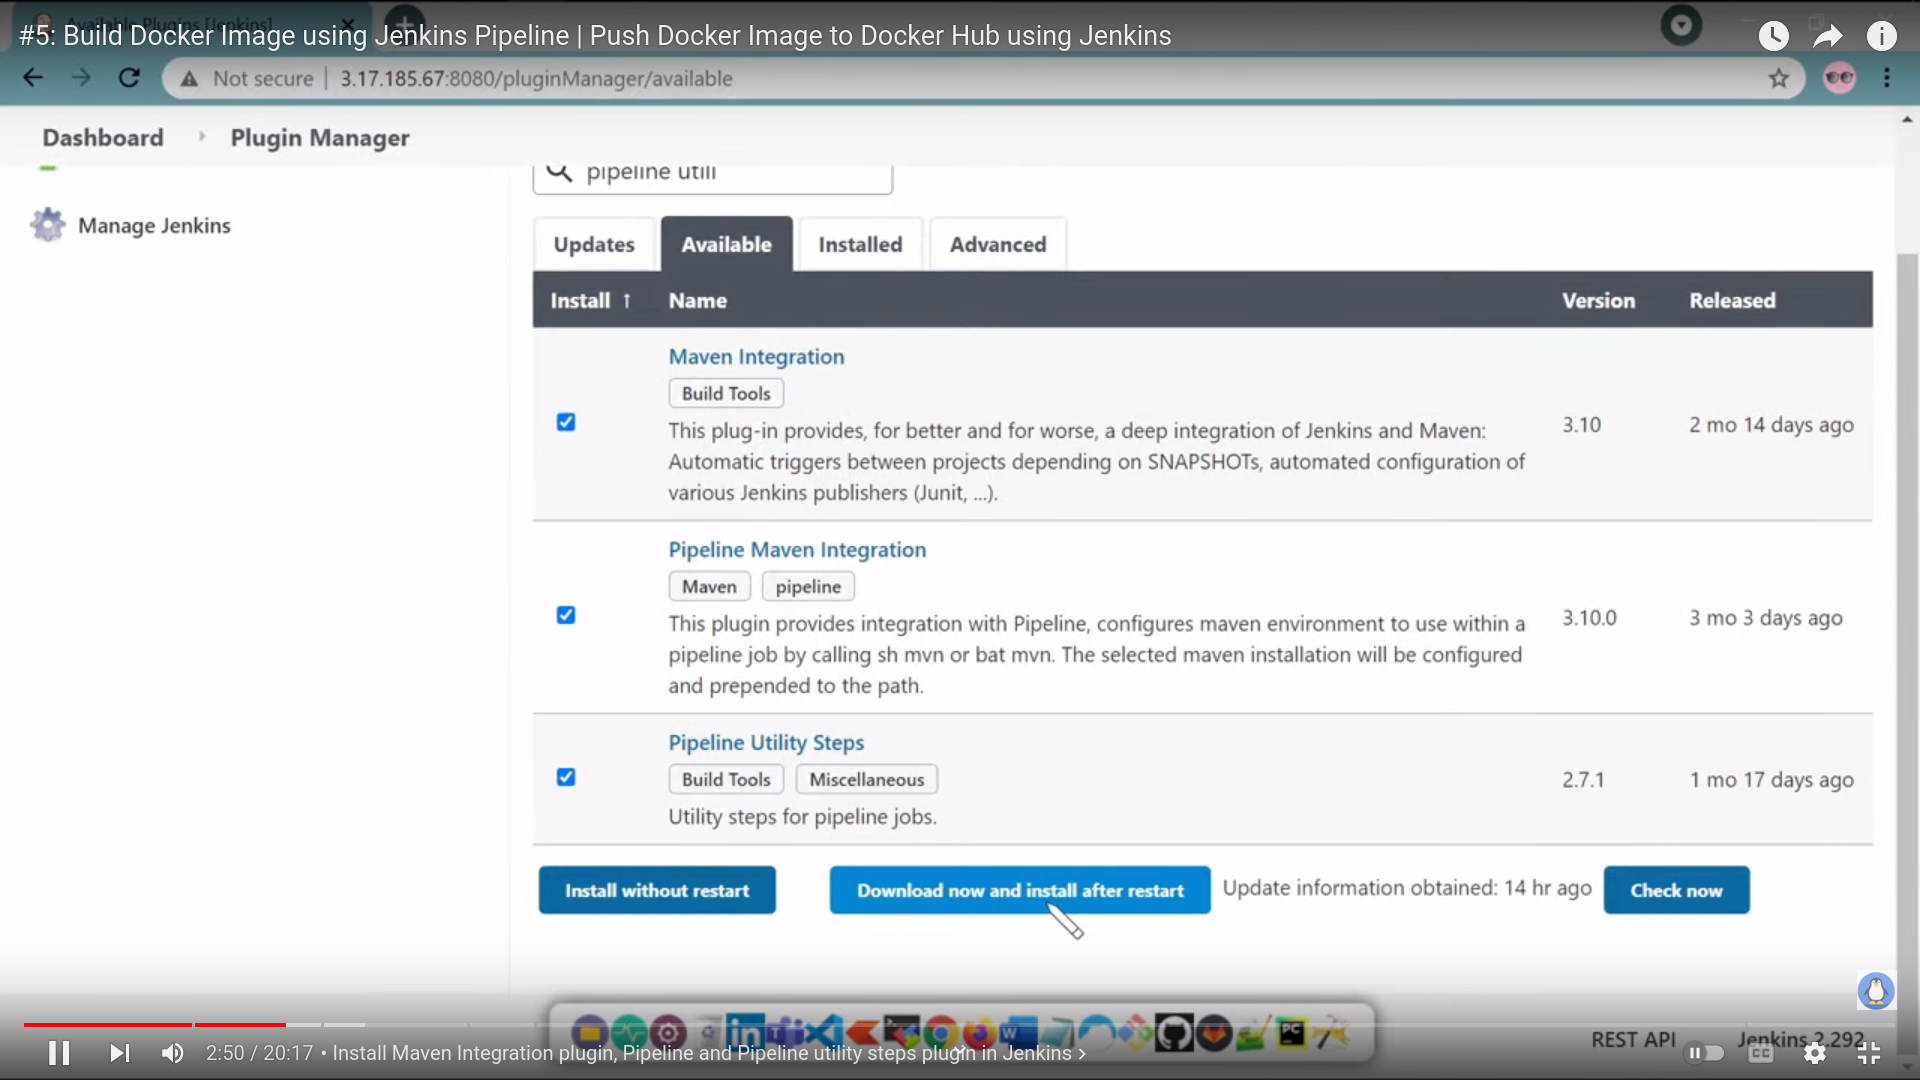 #5: Build Docker Image using Jenkins Pipeline | Push Docker Image to Docker Hub using Jenkins
Not secure | 3.17.185.67:8080/pluginManager/available
Dashboard Plugin Manager
pipeline utili
Manage Jenkins
Updates Available Installed Advanced
Install ↑ Name Version Released
Maven Integration
Build Tools
This plug-in provides, for better and for worse, a deep integration of Jenkins and Maven:
Automatic triggers between projects depending on SNAPSHOTs, automated configuration of
various Jenkins publishers (Junit, ...).
3.10 2 mo 14 days ago
Pipeline Maven Integration
Maven pipeline
This plugin provides integration with Pipeline, configures maven environment to use within a
pipeline job by calling sh mvn or bat mvn. The selected maven installation will be configured
and prepended to the path.
3.10.0 3 mo 3 days ago
Pipeline Utility Steps
Build Tools Miscellaneous
Utility steps for pipeline jobs.
2.7.1 1 mo 17 days ago
Install without restart Download now and install after restart Update information obtained: 14 hr ago Check now
REST API Jenkins 2.292
2:50 / 20:17 • Install Maven Integration plugin, Pipeline and Pipeline utility steps plugin in Jenkins ›